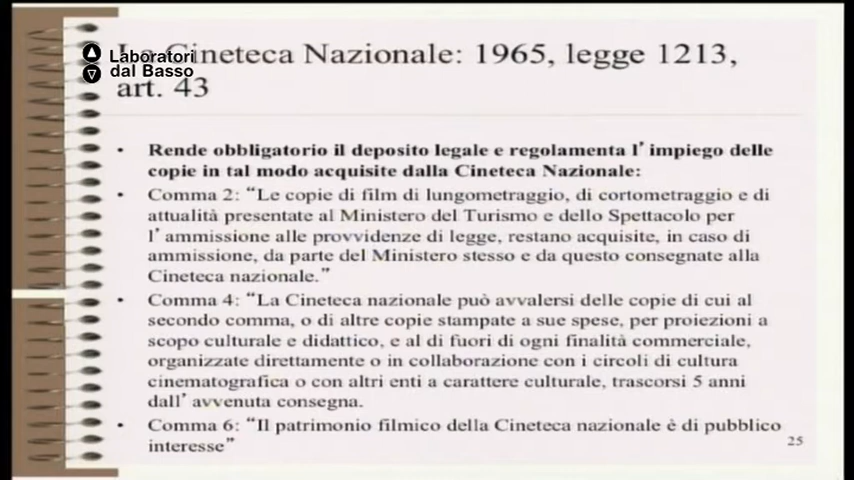 Laboratori
dal Basso
La Cineteca Nazionale: 1965, legge 1213,
art. 43
• Rende obbligatorio il deposito legale e regolamenta l’ impiego delle
copie in tal modo acquisite dalla Cineteca Nazionale:
• Comma 2: “Le copie di film di lungometraggio, di cortometraggio e di
attualità presentate al Ministero del Turismo e dello Spettacolo per
l’ ammissione alle provvidenze di legge, restano acquisite, in caso di
ammissione, da parte del Ministero stesso e da questo consegnate alla
Cineteca nazionale.”
• Comma 4: “La Cineteca nazionale può avvalersi delle copie di cui al
secondo comma, o di altre copie stampate a sue spese, per proiezioni a
scopo culturale e didattico, e al di fuori di ogni finalità commerciale,
organizzate direttamente o in collaborazione con i circoli di cultura
cinematografica o con altri enti a carattere culturale, trascorsi 5 anni
dall’ avvenuta consegna.
• Comma 6: “Il patrimonio filmico della Cineteca nazionale è di pubblico
interesse”
25